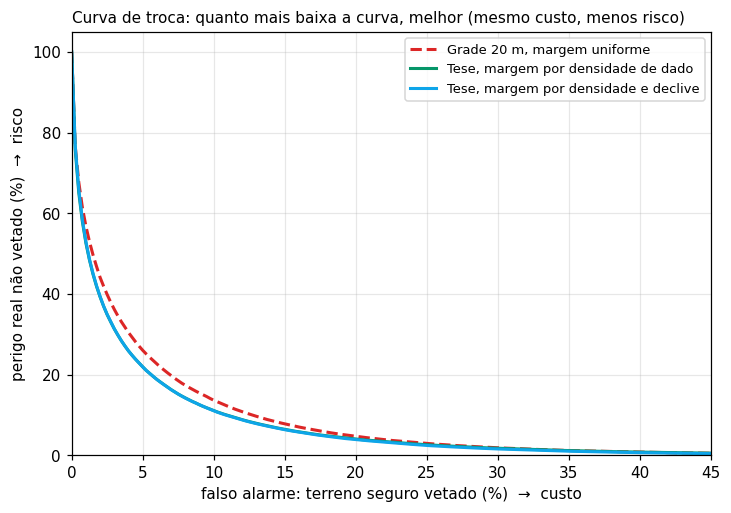 Curva de troca: quanto mais baixa a curva, melhor (mesmo custo, menos risco)
Grade 20 m, margem uniforme
Tese, margem por densidade de dado
Tese, margem por densidade e declive
perigo real não vetado (%) → risco
100
80
60
40
20
0
0 5 10 15 20 25 30 35 40 45
falso alarme: terreno seguro vetado (%) → custo